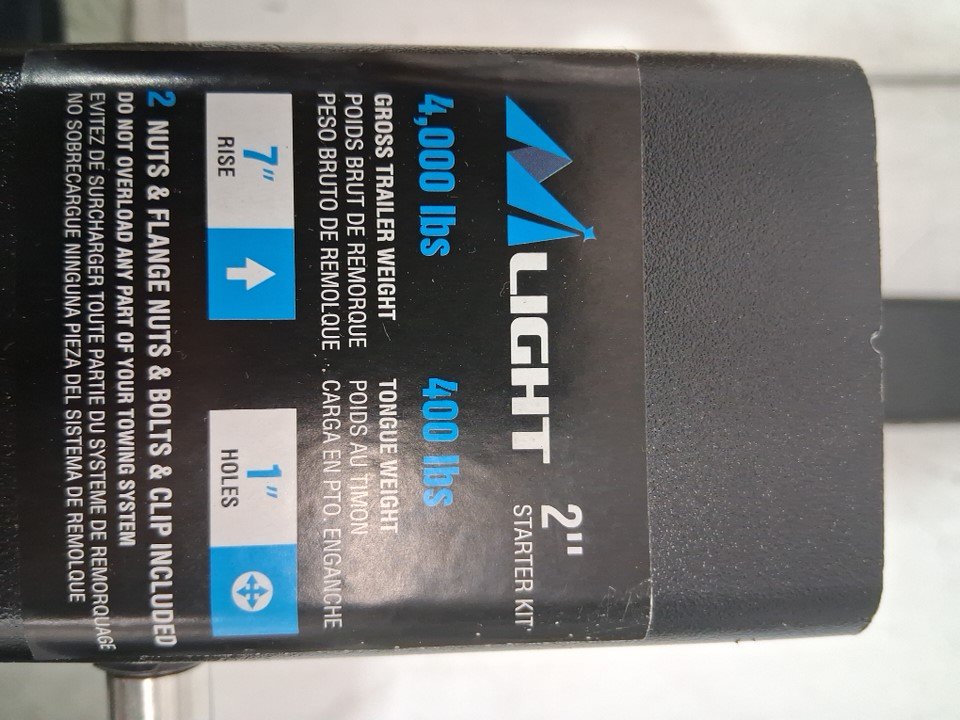 LIGHT
2" STARTER KIT
4,000 lbs 400 lbs
GROSS TRAILER WEIGHT TONGUE WEIGHT
POIDS BRUT DE REMORQUE POIDS AU TIMON
PESO BRUTO DE REMOLQUE . CARGA EN PTO. ENGANCHE
7" RISE
1" HOLES
2 NUTS & FLANGE NUTS & BOLTS & CLIP INCLUDED
DO NOT OVERLOAD ANY PART OF YOUR TOWING SYSTEM
EVITEZ DE SURCHARGER TOUTE PARTIE DU SYSTEME DE REMORQUAGE
NO SOBRECARGUE NINGUNA PIEZA DEL SISTEMA DE REMOLQUE